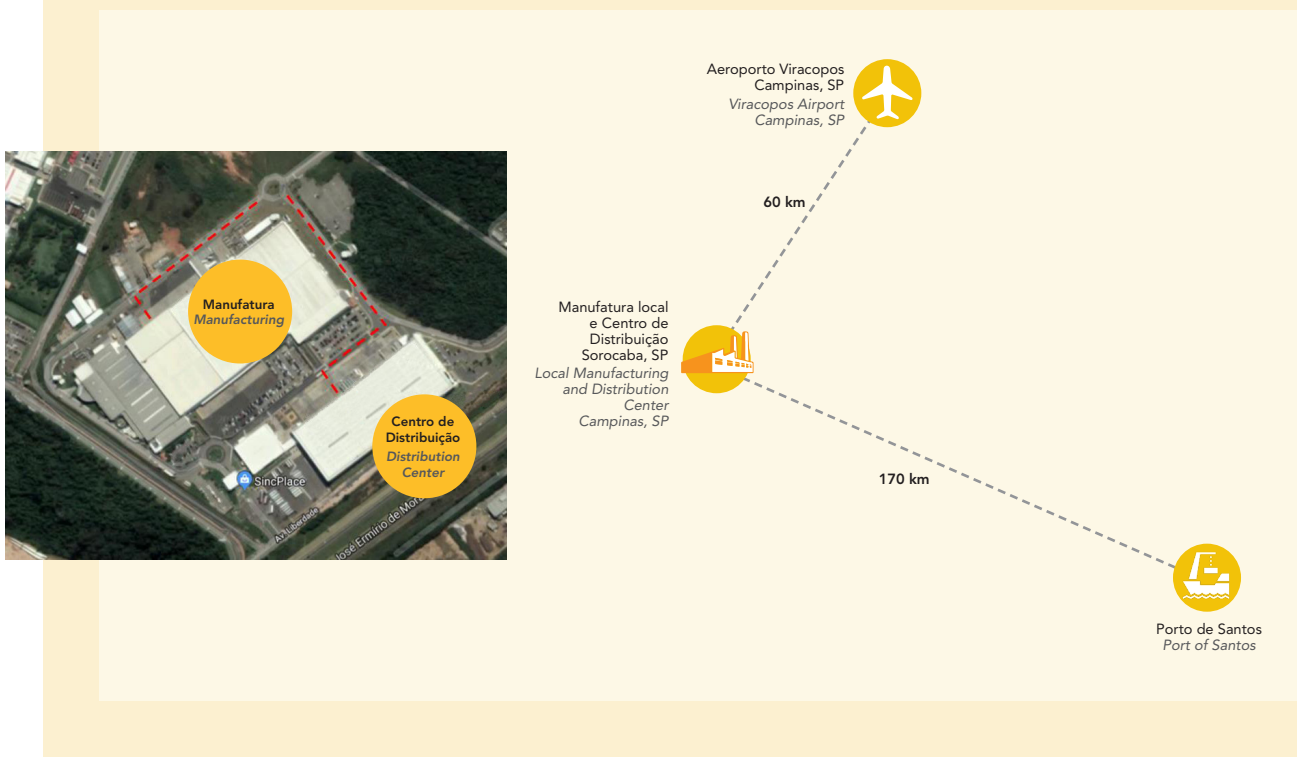 Aeroporto Viracopos
Campinas, SP
Viracopos Airport
Campinas, SP
60 km
Manufatura
Manufacturing
Centro de
Distribuição
Distribution
Center
SincPlace
Av. Liberdade
José Ermírio de Mora
Manufatura local
e Centro de
Distribuição
Sorocaba, SP
Local Manufacturing
and Distribution
Center
Campinas, SP
170 km
Porto de Santos
Port of Santos